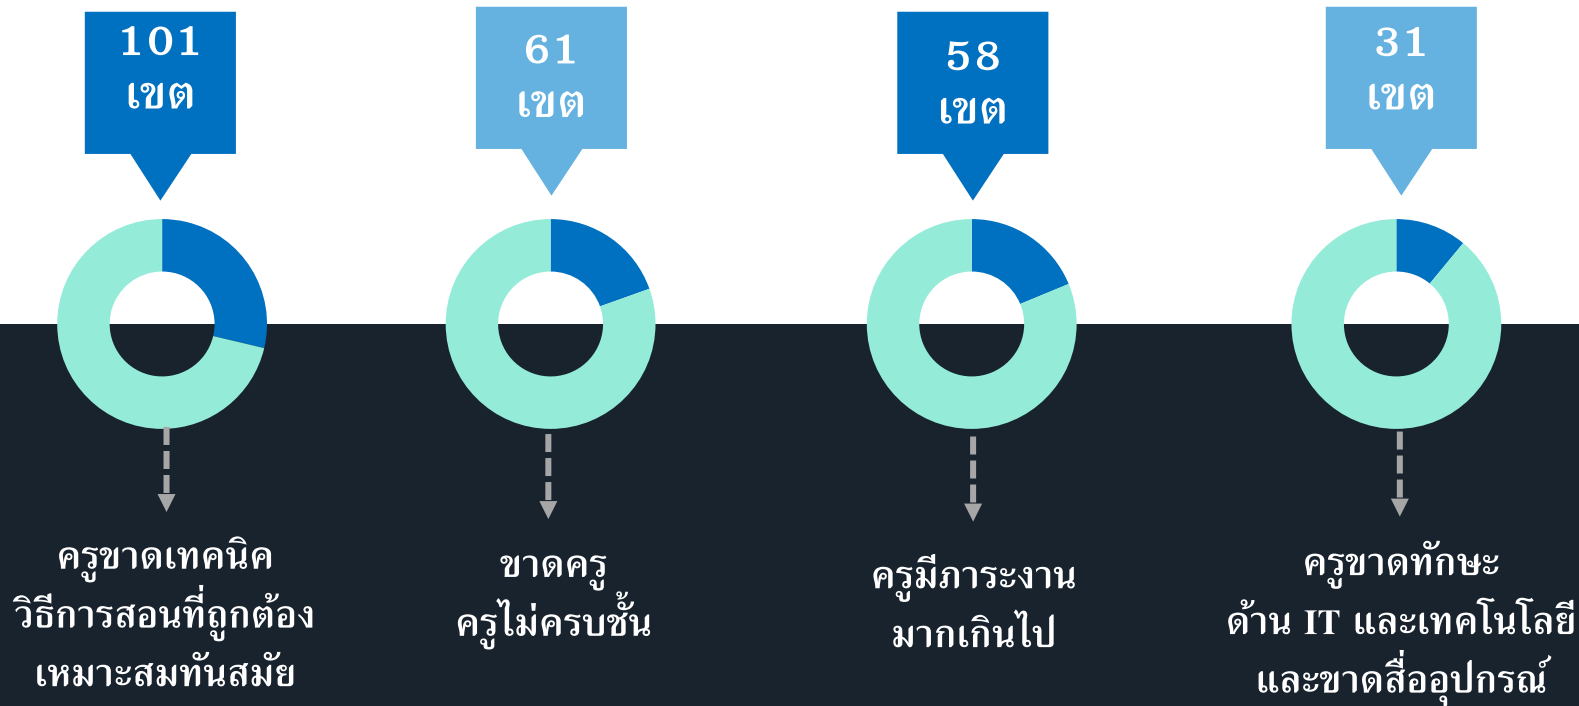 101
เขต
61
เขต
58
เขต
31
เขต
ครูขาดเทคนิค
วิธีการสอนที่ถูกต้อง
เหมาะสมทันสมัย
ขาดครู
ครูไม่ครบชั้น
ครูมีภาระงาน
มากเกินไป
ครูขาดทักษะ
ด้าน IT และเทคโนโลยี
และขาดสื่ออุปกรณ์